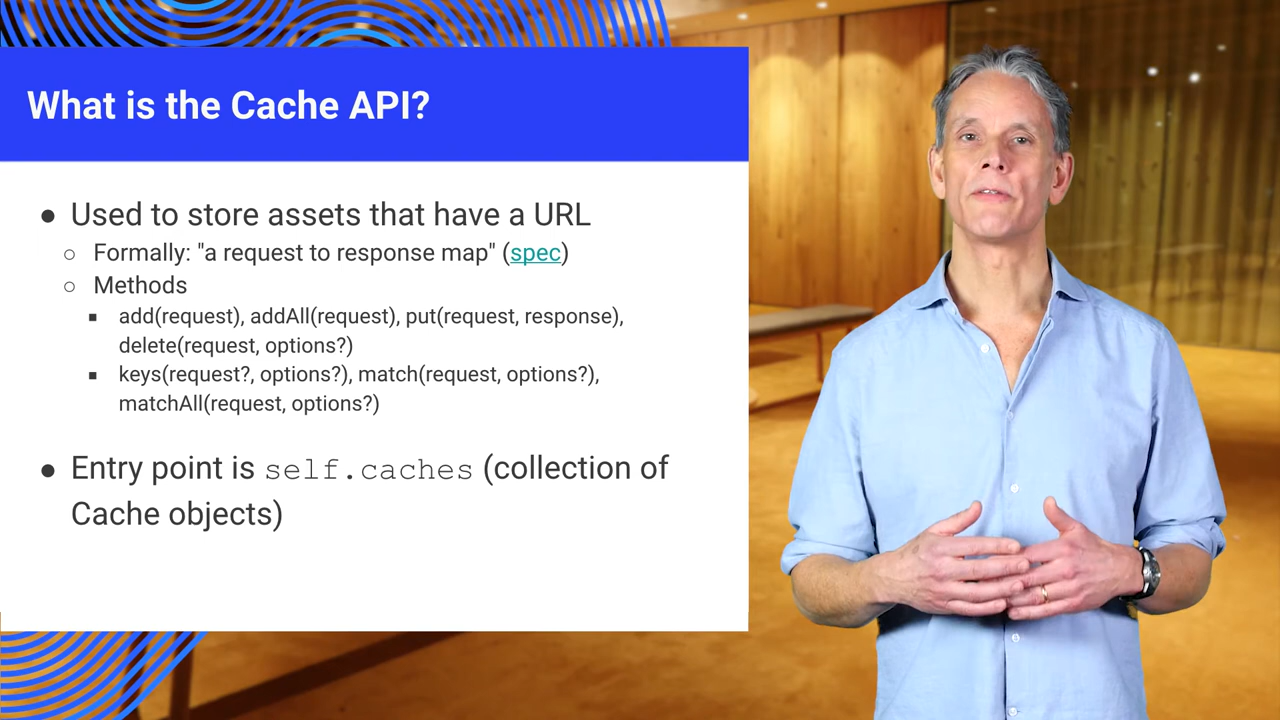 What is the Cache API?
● Used to store assets that have a URL
○ Formally: "a request to response map" (spec)
○ Methods
■ add(request), addAll(request), put(request, response),
delete(request, options?)
■ keys(request?, options?), match(request, options?),
matchAll(request, options?)
● Entry point is self.caches (collection of
Cache objects)